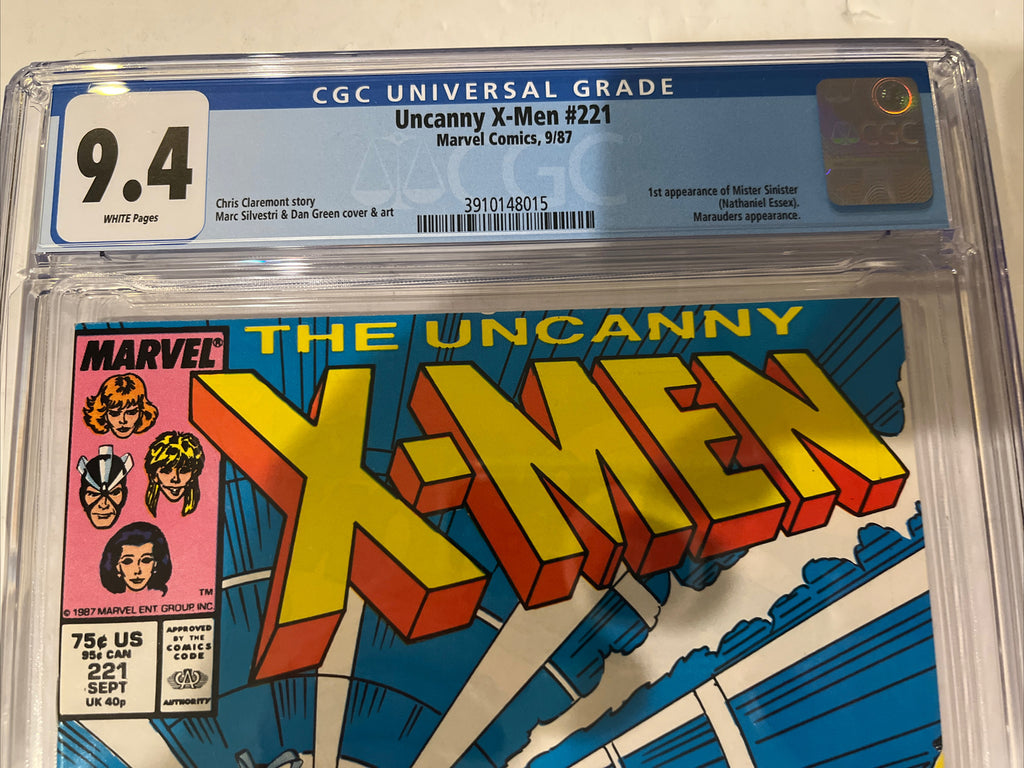 CGC UNIVERSAL GRADE
9.4
WHITE Pages
Uncanny X-Men #221
Marvel Comics, 9/87
CGC
Chris Claremont story
Marc Silvestri & Dan Green cover & art
3910148015
1st appearance of Mister Sinister
(Nathaniel Essex).
Marauders appearance.
CGC
MARVEL®
THE UNCANNY
X-MEN
TM
© 1987 MARVEL ENT. GROUP, INC.
75¢ US
95¢ CAN
221
SEPT
UK 40p
APPROVED
BY THE
COMICS
CODE
CA
AUTHORITY